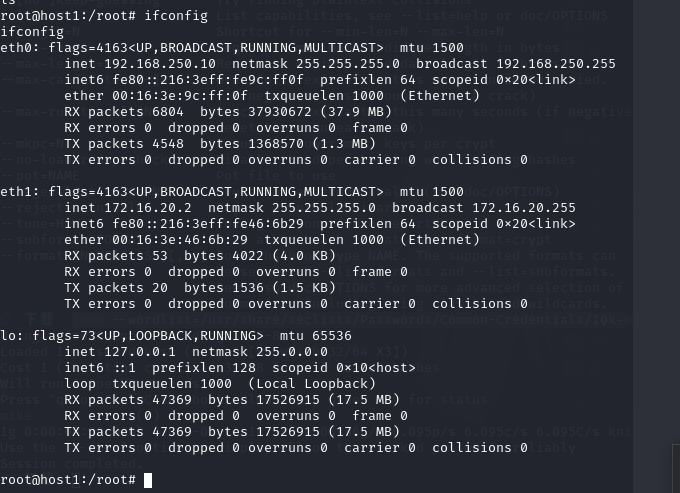 ls
root@host1:/root# ifconfig
ifconfig
eth0: flags=4163<UP,BROADCAST,RUNNING,MULTICAST>  mtu 1500
        inet 192.168.250.10  netmask 255.255.255.0  broadcast 192.168.250.255
        inet6 fe80::216:3eff:fe9c:ff0f  prefixlen 64  scopeid 0×20<link>
        ether 00:16:3e:9c:ff:0f  txqueuelen 1000  (Ethernet)
        RX packets 6804  bytes 37930672 (37.9 MB)
        RX errors 0  dropped 0  overruns 0  frame 0
        TX packets 4548  bytes 1368570 (1.3 MB)
        TX errors 0  dropped 0 overruns 0  carrier 0  collisions 0

eth1: flags=4163<UP,BROADCAST,RUNNING,MULTICAST>  mtu 1500
        inet 172.16.20.2  netmask 255.255.255.0  broadcast 172.16.20.255
        inet6 fe80::216:3eff:fe46:6b29  prefixlen 64  scopeid 0×20<link>
        ether 00:16:3e:46:6b:29  txqueuelen 1000  (Ethernet)
        RX packets 53  bytes 4022 (4.0 KB)
        RX errors 0  dropped 0  overruns 0  frame 0
        TX packets 20  bytes 1536 (1.5 KB)
        TX errors 0  dropped 0 overruns 0  carrier 0  collisions 0

lo: flags=73<UP,LOOPBACK,RUNNING>  mtu 65536
        inet 127.0.0.1  netmask 255.0.0.0
        inet6 ::1  prefixlen 128  scopeid 0×10<host>
        loop  txqueuelen 1000  (Local Loopback)
        RX packets 47369  bytes 17526915 (17.5 MB)
        RX errors 0  dropped 0  overruns 0  frame 0
        TX packets 47369  bytes 17526915 (17.5 MB)
        TX errors 0  dropped 0 overruns 0  carrier 0  collisions 0

root@host1:/root#